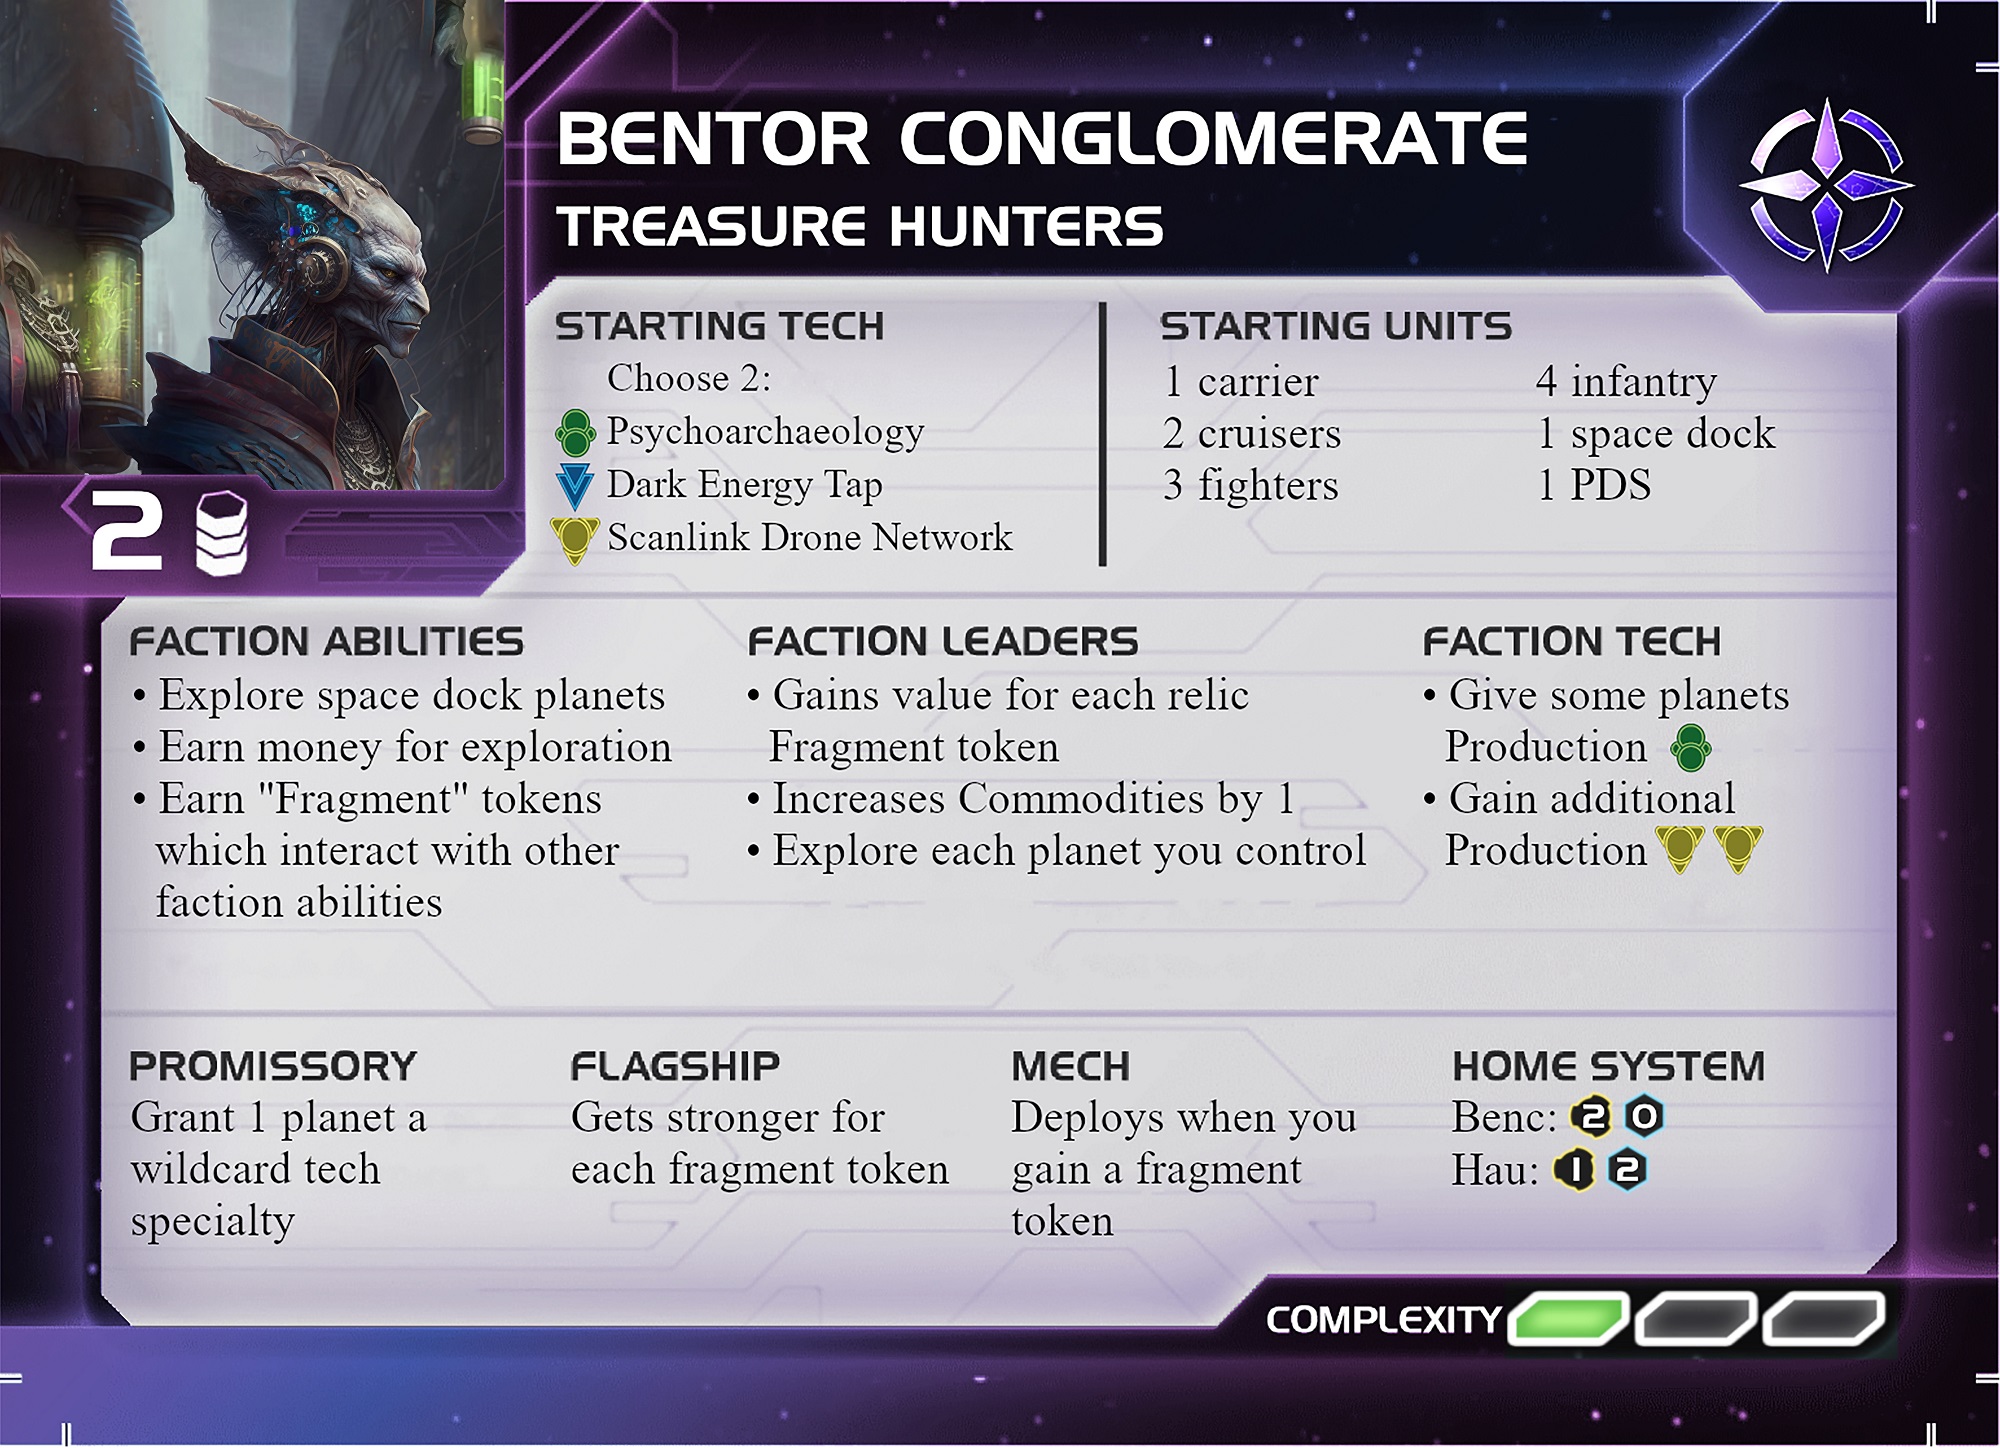 BENTOR CONGLOMERATE
TREASURE HUNTERS
2
STARTING TECH
Choose 2:
Psychoarchaeology
Dark Energy Tap
Scanlink Drone Network
STARTING UNITS
1 carrier
2 cruisers
3 fighters
4 infantry
1 space dock
1 PDS
FACTION ABILITIES
• Explore space dock planets
• Earn money for exploration
• Earn "Fragment" tokens
which interact with other
faction abilities
FACTION LEADERS
• Gains value for each relic
Fragment token
• Increases Commodities by 1
• Explore each planet you control
FACTION TECH
• Give some planets
Production
• Gain additional
Production
PROMISSORY
Grant 1 planet a
wildcard tech
specialty
FLAGSHIP
Gets stronger for
each fragment token
MECH
Deploys when you
gain a fragment
token
HOME SYSTEM
Benc: 2 0
Hau: 1 2
COMPLEXITY